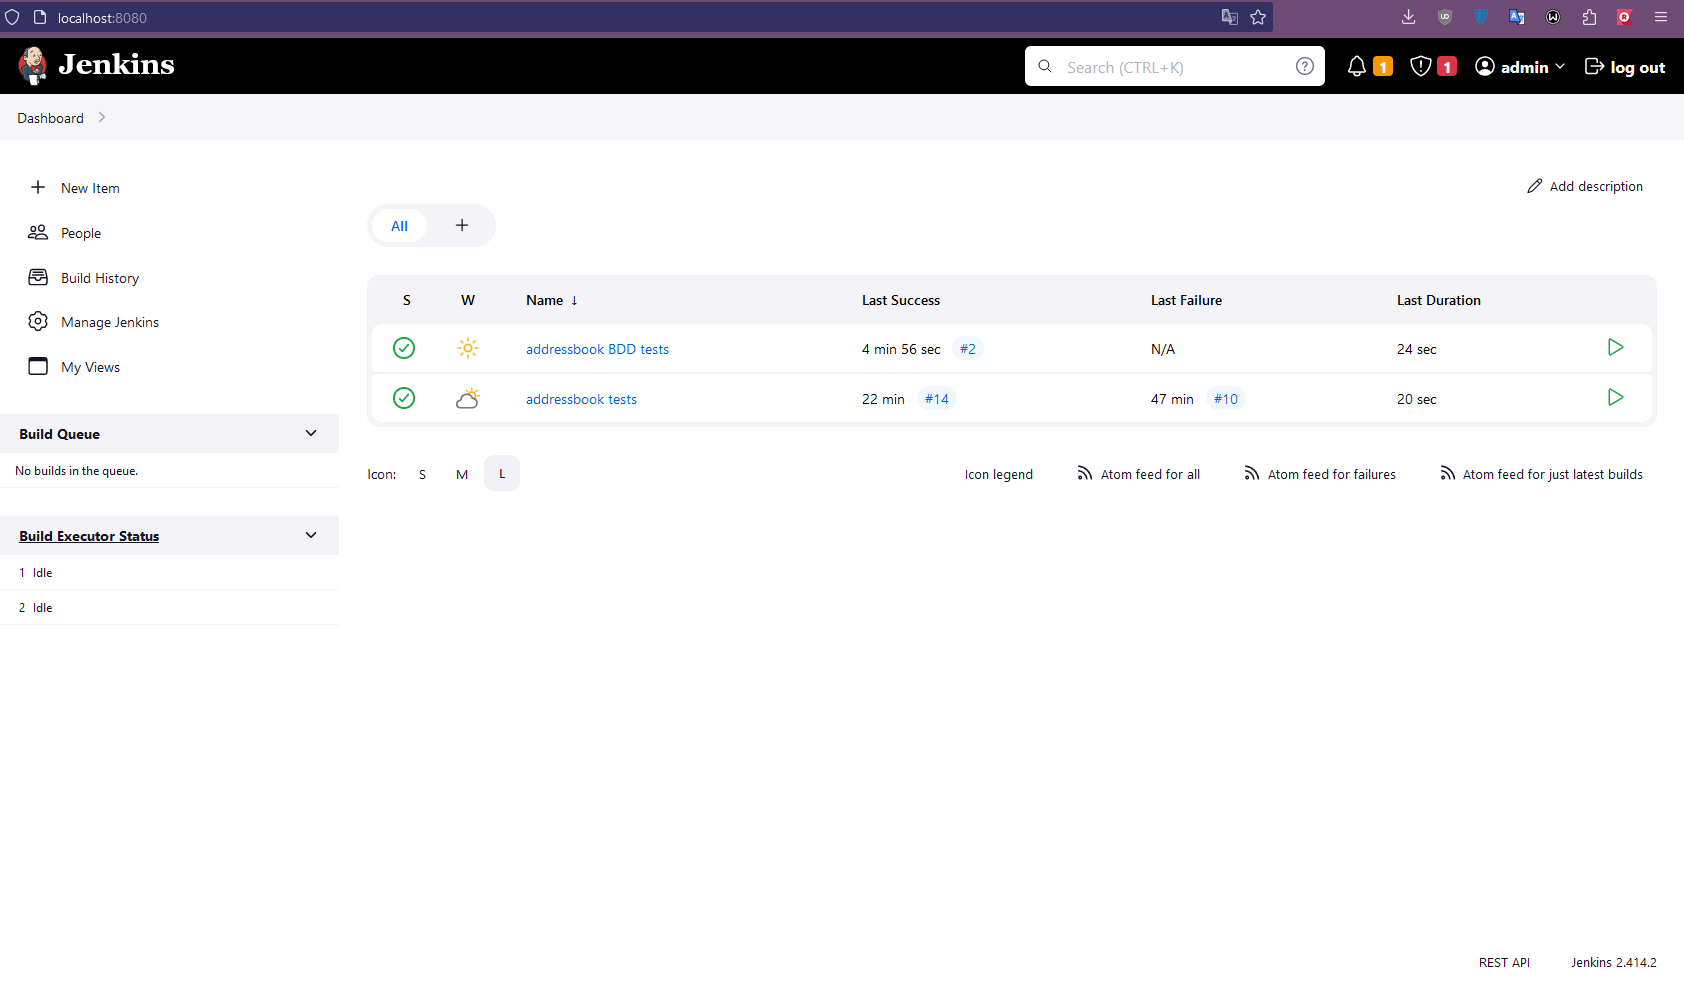 localhost:8080
Jenkins
Search (CTRL+K)
1
1
admin
log out
Dashboard
New Item
People
Build History
Manage Jenkins
My Views
Build Queue
No builds in the queue.
Build Executor Status
1 Idle
2 Idle
Add description
All
S W Name ↓ Last Success Last Failure Last Duration
addressbook BDD tests 4 min 56 sec #2 N/A 24 sec
addressbook tests 22 min #14 47 min #10 20 sec
Icon: S M L
Icon legend
Atom feed for all
Atom feed for failures
Atom feed for just latest builds
REST API
Jenkins 2.414.2